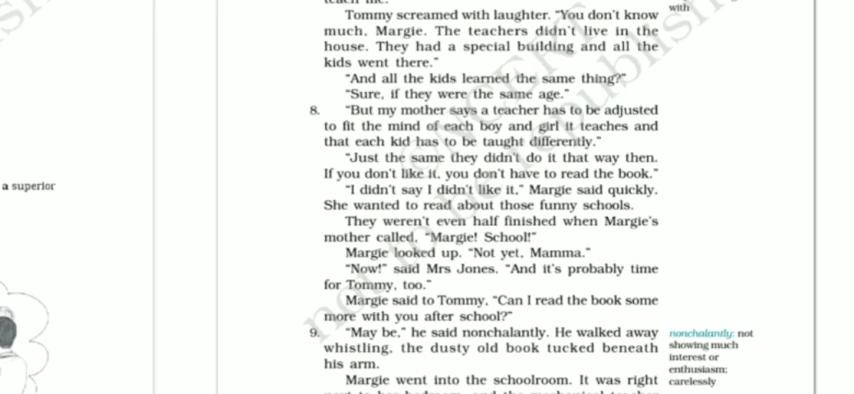 with
Tommy screamed with laughter. "You don't know
much, Margie. The teachers didn't live in the
house. They had a special building and all the
kids went there."
"And all the kids learned the same thing?"
"Sure, if they were the same age."
8. "But my mother says a teacher has to be adjusted
to fit the mind of each boy and girl it teaches and
that each kid has to be taught differently."
"Just the same they didn't do it that way then.
If you don't like it, you don't have to read the book."
a superior
"I didn't say I didn't like it," Margie said quickly.
She wanted to read about those funny schools.
They weren't even half finished when Margie's
mother called, "Margie! School!"
Margie looked up. "Not yet, Mamma."
"Now!" said Mrs Jones. "And it's probably time
for Tommy, too."
Margie said to Tommy, "Can I read the book some
more with you after school?"
9. "May be," he said nonchalantly. He walked away
whistling, the dusty old book tucked beneath
his arm.
Margie went into the schoolroom. It was right
nonchalantly: not
showing much
interest or
enthusiasm;
carelessly
not to be republished